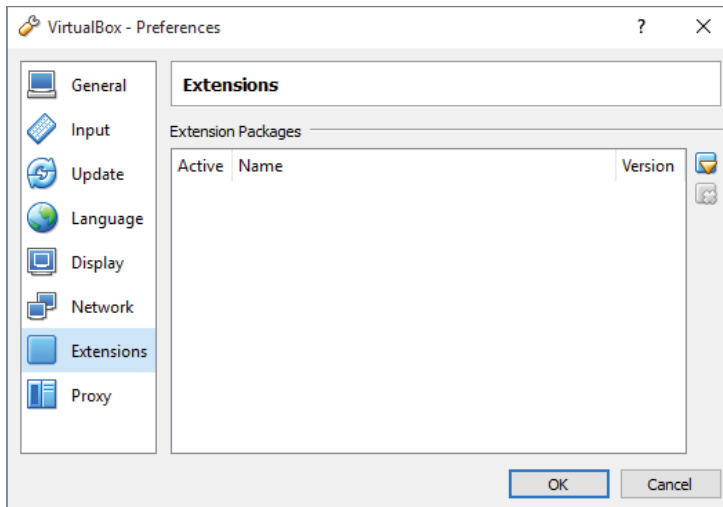 VirtualBox - Preferences
?
General
Input
Update
Language
Display
Network
Extensions
Proxy
Extensions
Extension Packages
Active Name Version
OK Cancel